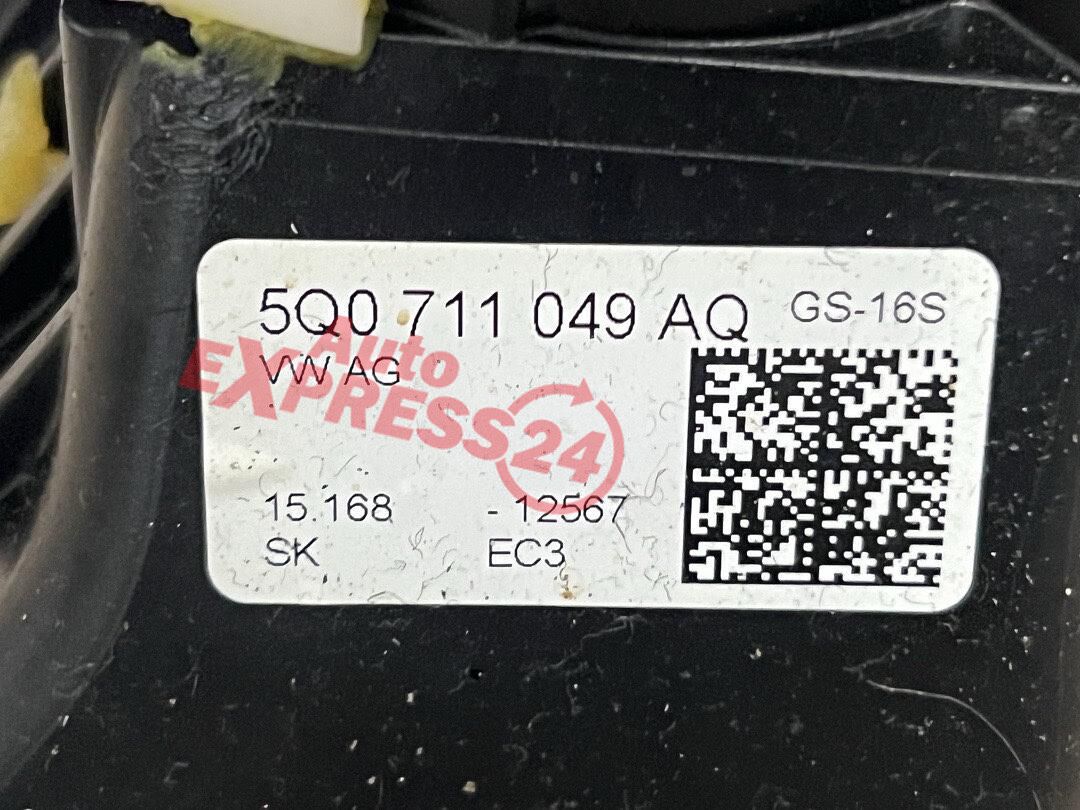 5Q0 711 049 AQ GS-16S
VW AG
Auto
EXPRESS24
15.168 - 12567
SK EC3